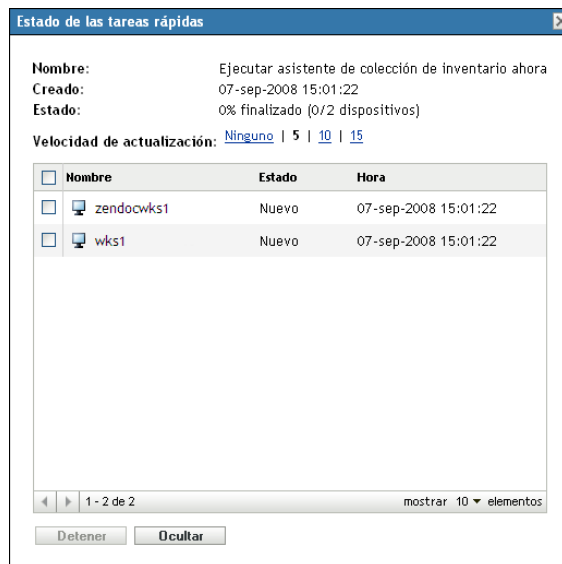 Estado de las tareas rápidas
Nombre: Ejecutar asistente de colección de inventario ahora
Creado: 07-sep-2008 15:01:22
Estado: 0% finalizado (0/2 dispositivos)
Velocidad de actualización: Ninguno | 5 | 10 | 15
Nombre Estado Hora
zendocwks1 Nuevo 07-sep-2008 15:01:22
wks1 Nuevo 07-sep-2008 15:01:22
1 - 2 de 2 mostrar 10 elementos
Detener Ocultar